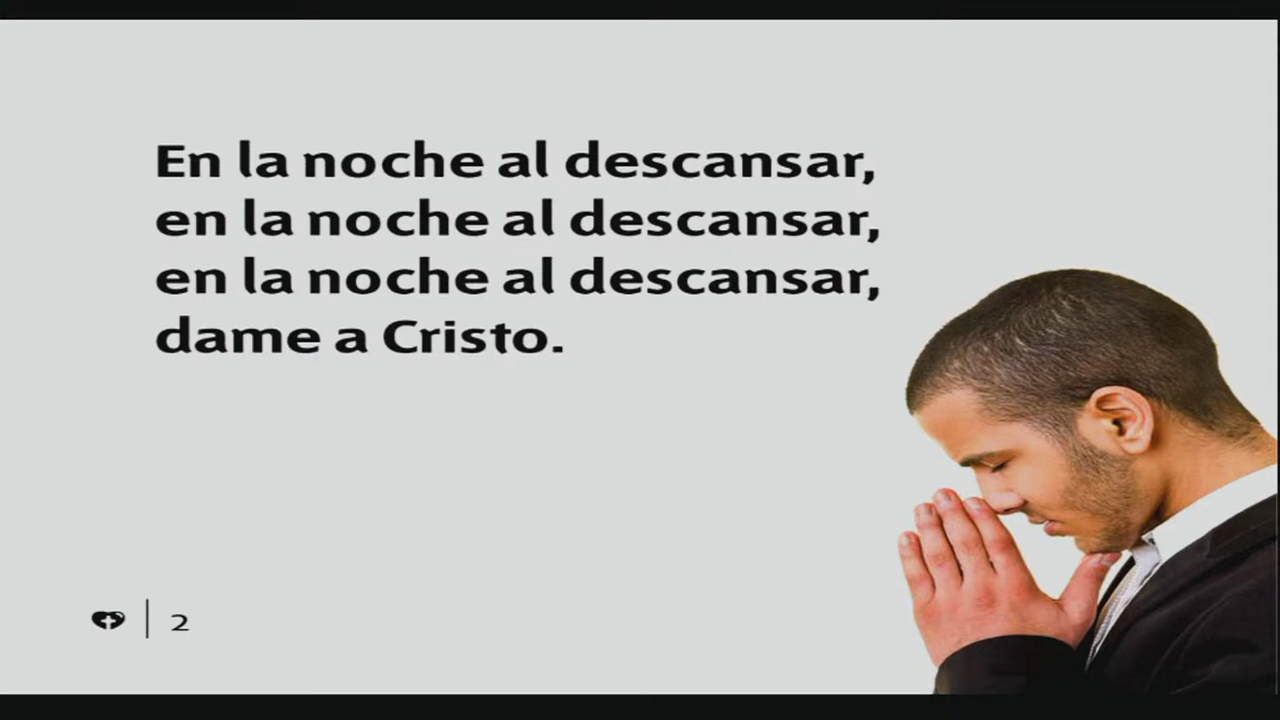 En la noche al descansar,
en la noche al descansar,
en la noche al descansar,
dame a Cristo.
2